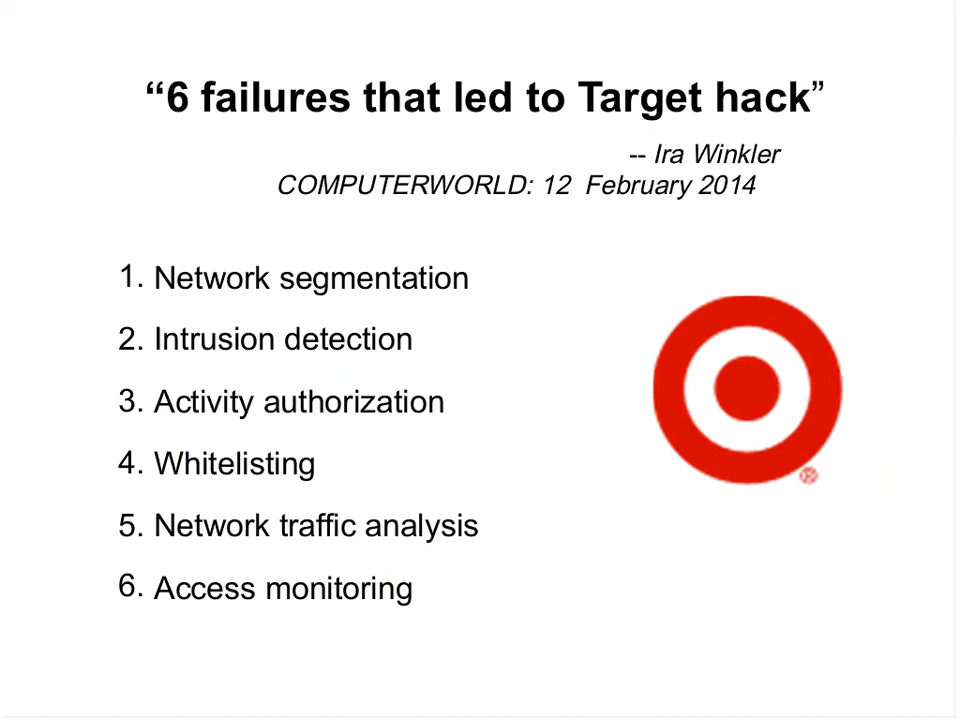 “6 failures that led to Target hack”
-- Ira Winkler
COMPUTERWORLD: 12 February 2014
1. Network segmentation
2. Intrusion detection
3. Activity authorization
4. Whitelisting
5. Network traffic analysis
6. Access monitoring
®